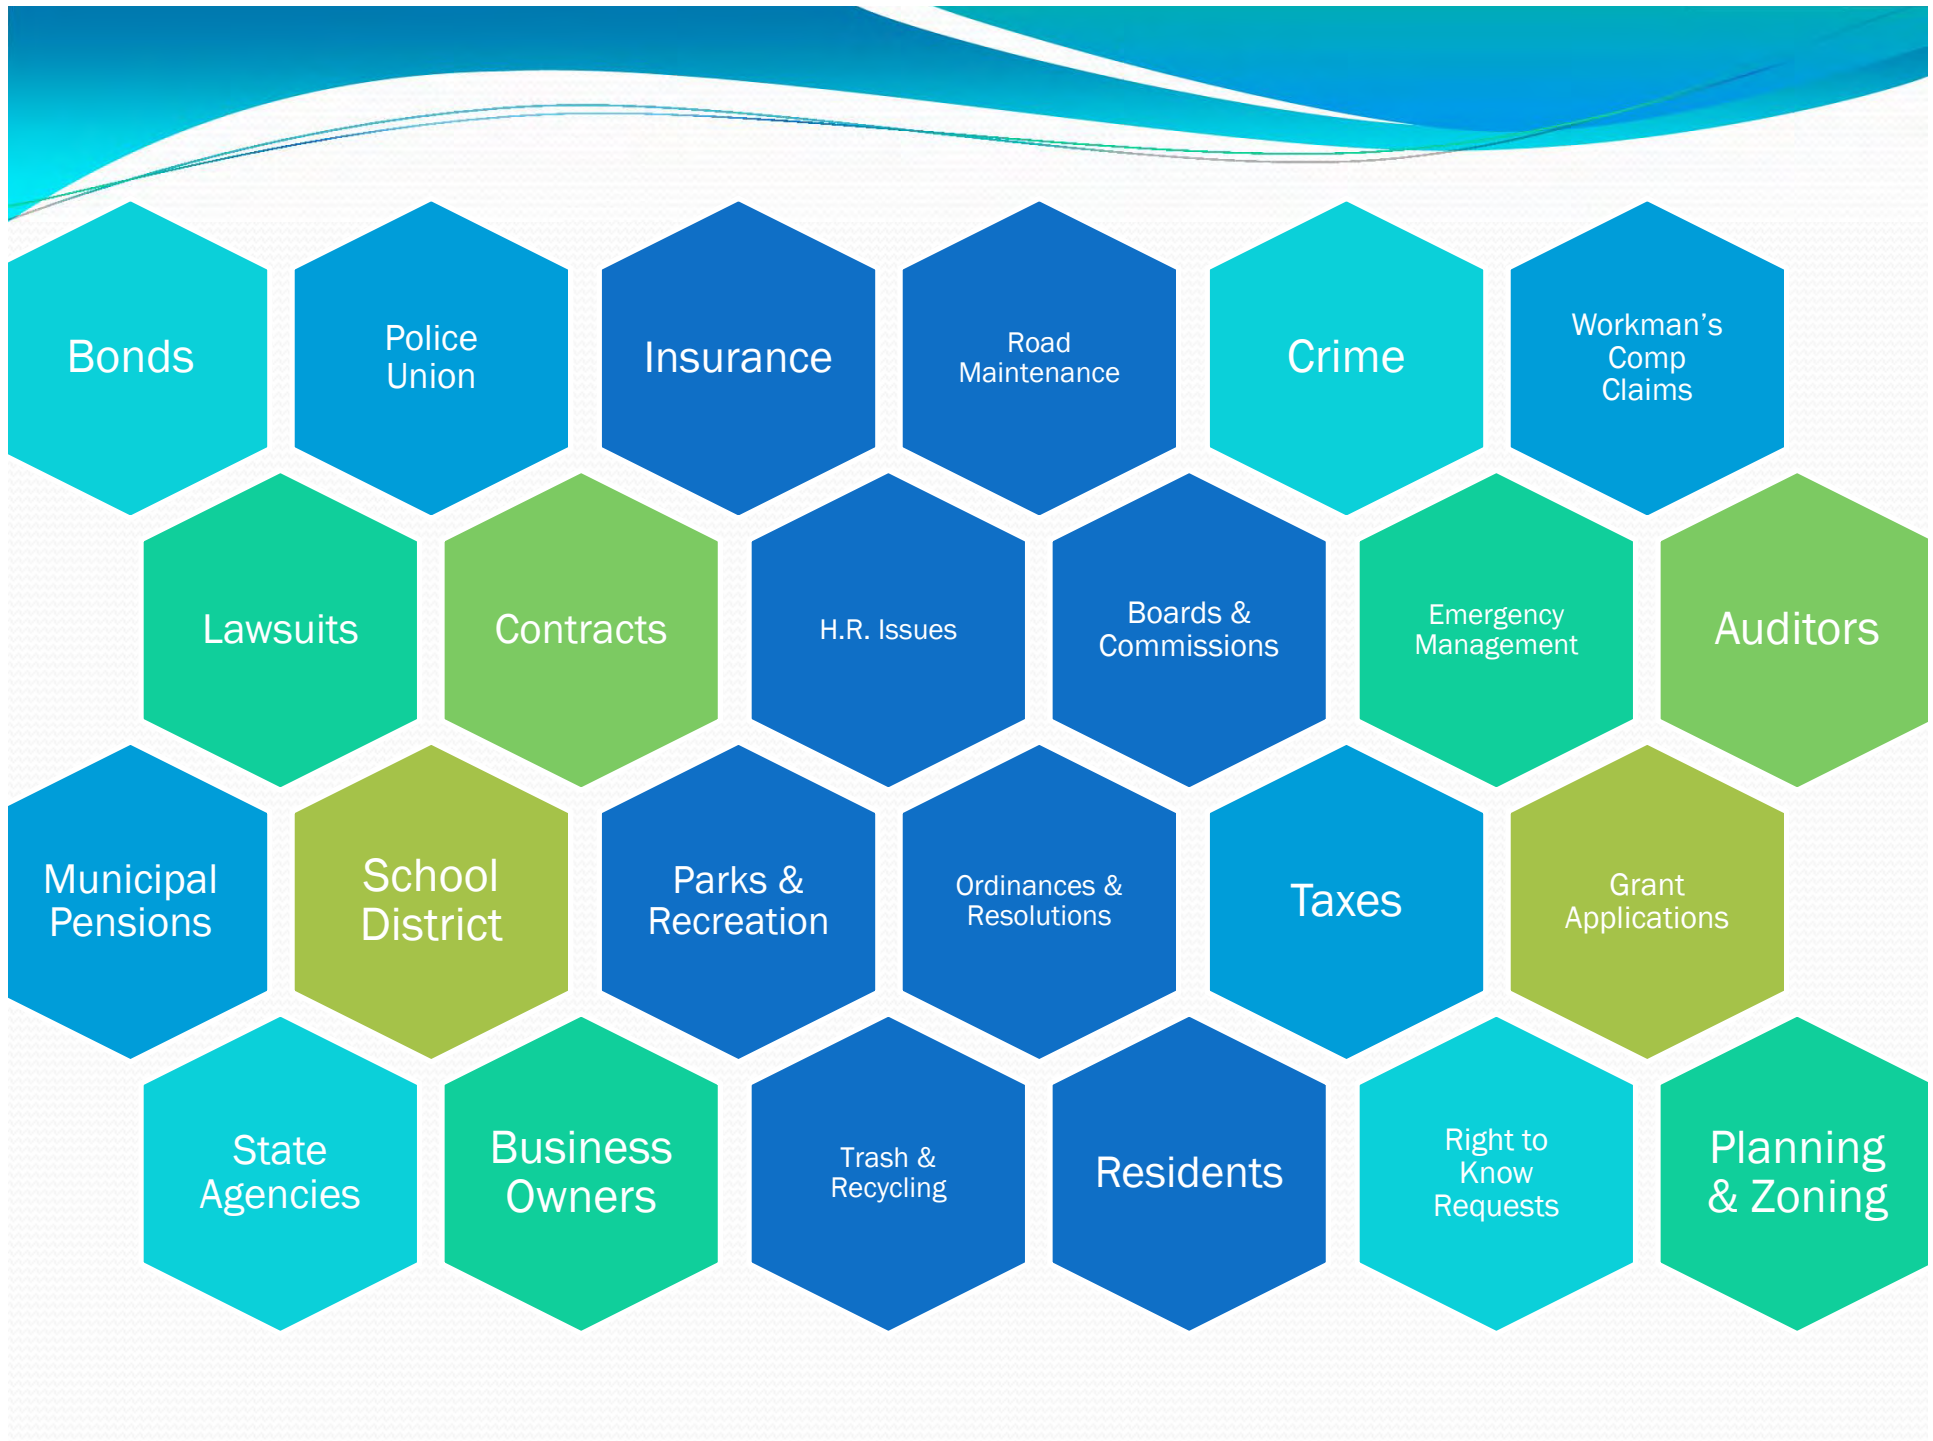 Bonds
Police
Union
Insurance
Road
Maintenance
Crime
Workman’s
Comp
Claims
Lawsuits
Contracts
H.R. Issues
Boards &
Commissions
Emergency
Management
Auditors
Municipal
Pensions
School
District
Parks &
Recreation
Ordinances &
Resolutions
Taxes
Grant
Applications
State
Agencies
Business
Owners
Trash &
Recycling
Residents
Right to
Know
Requests
Planning
& Zoning